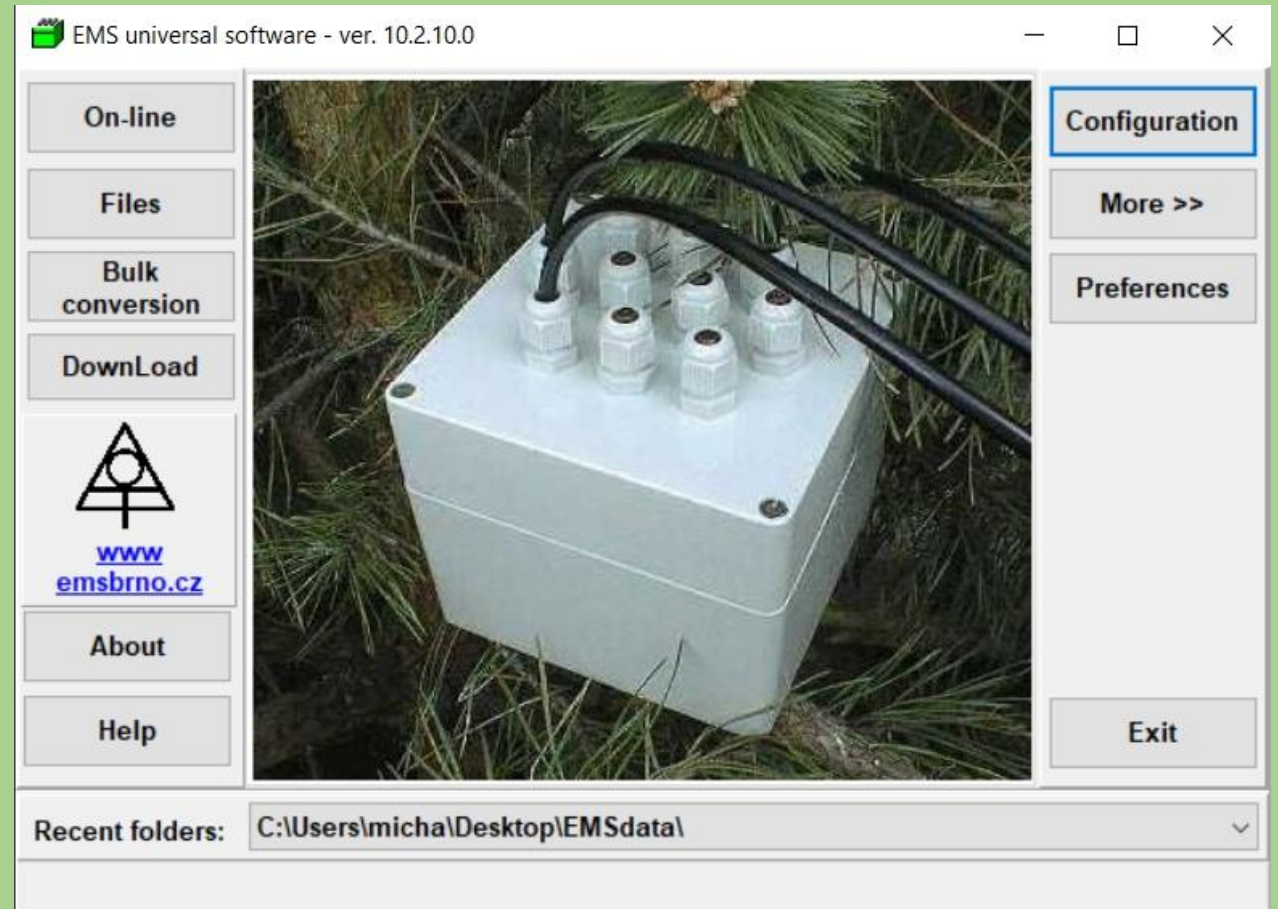 EMS universal software - ver. 10.2.10.0
On-line
Files
Bulk
conversion
DownLoad
www
emsbrno.cz
About
Help
Configuration
More >>
Preferences
Exit
Recent folders:
C:\Users\micha\Desktop\EMSdata\